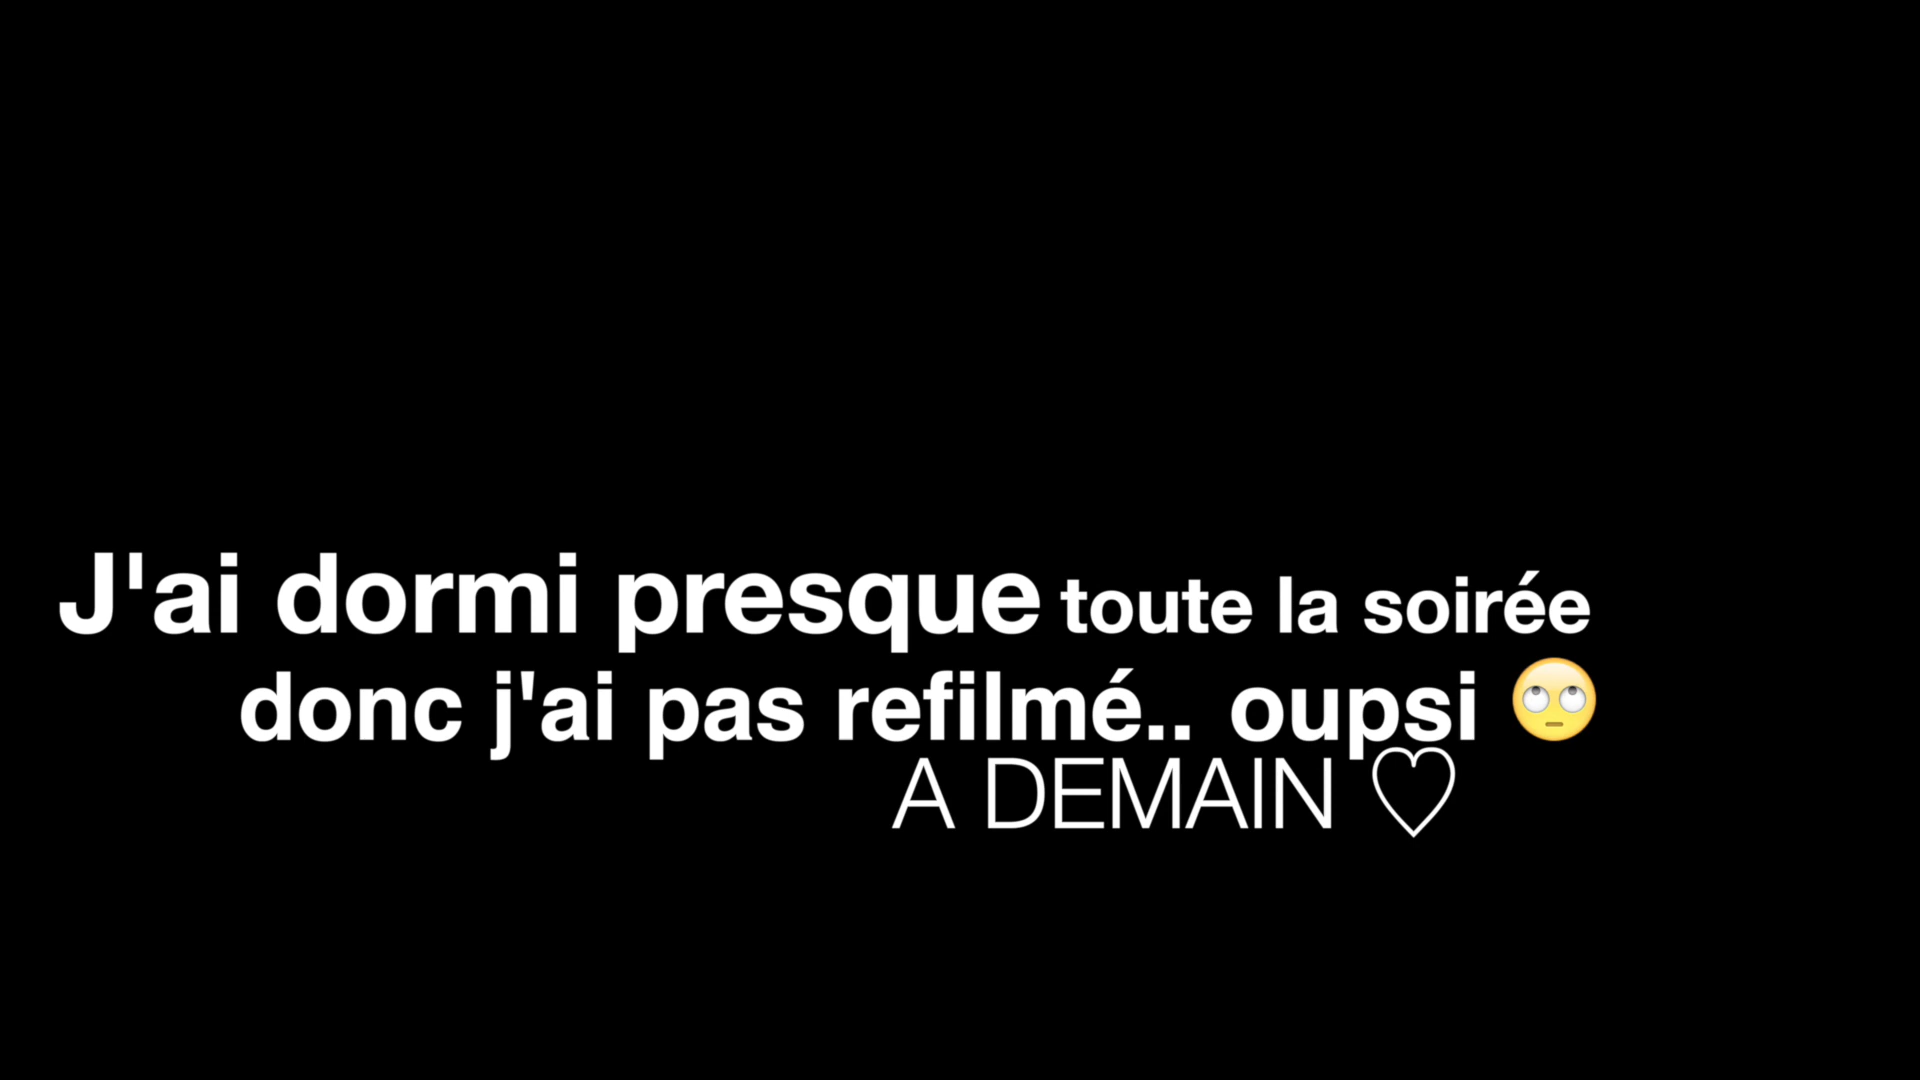 J'ai dormi presque toute la soirée
donc j'ai pas refilmé.. oupsi 🙄
A DEMAIN ♡